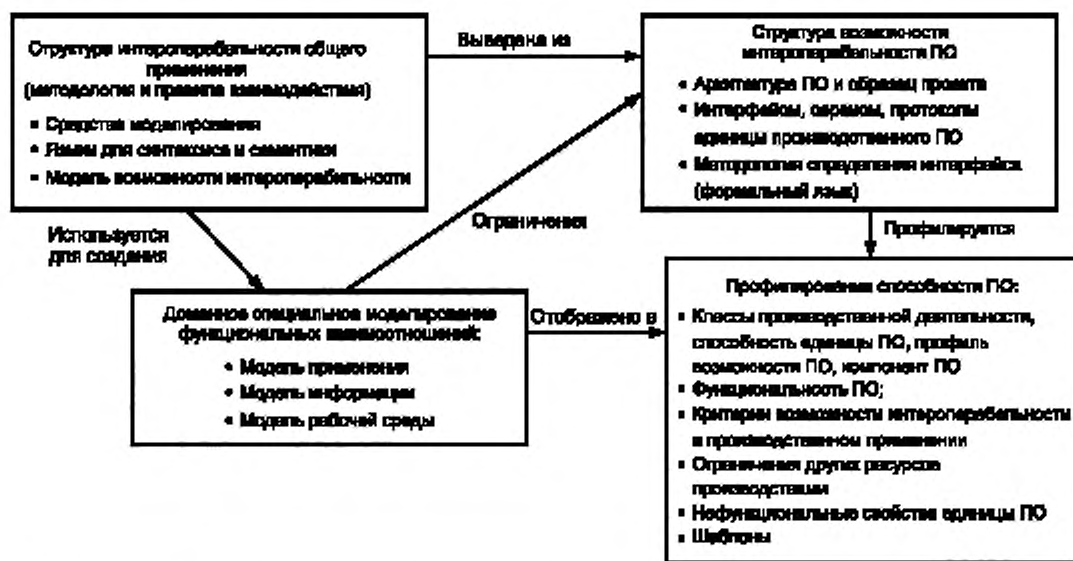 Структура интероперабельности общего
применения
(методология и правила взаимодействия)
• Средства моделирования
• Языки для синтаксиса и семантики
• Модель возможности интероперабельности
Выведена из
Структура возможности
интероперабельности ПО
• Архитектура ПО и образец проекта
• Интерфейсы, сервисы, протоколы
единицы производственного ПО
• Методология определения интерфейса
(формальный язык)
Используется
для создания
Ограничения
Профилируется
Доменное специальное моделирование
функциональных взаимоотношений:
• Модель применения
• Модель информации
• Модель рабочей среды
Отображено в
Профилирование способности ПО:
• Классы производственной деятельности,
способность единицы ПО, профиль
возможности ПО, компонент ПО
• Функциональность ПО;
• Критерии возможности интероперабельности
в производственном применении
• Ограничения других ресурсов
производства
• Нефункциональные свойства единицы ПО
• Шаблоны